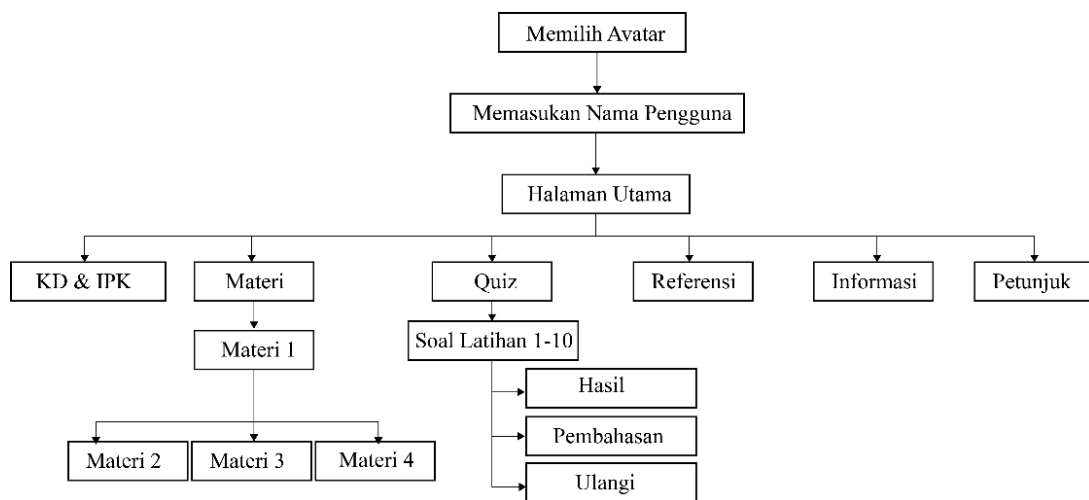 Memilih Avatar
Memasukan Nama Pengguna
Halaman Utama
KD & IPK
Materi
Quiz
Referensi
Informasi
Petunjuk
Materi 1
Soal Latihan 1-10
Hasil
Pembahasan
Ulangi
Materi 2
Materi 3
Materi 4